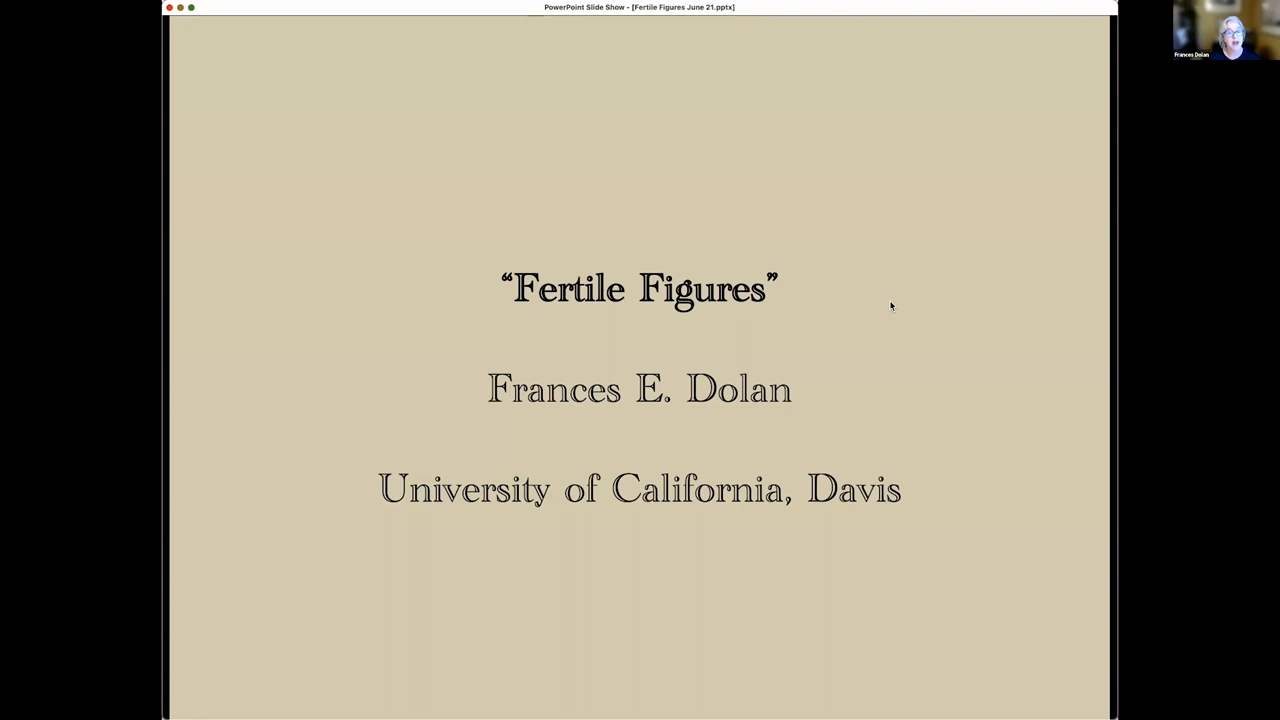 PowerPoint Slide Show - [Fertile Figures June 21.pptx]
Frances Dolan
“Fertile Figures”
Frances E. Dolan
University of California, Davis